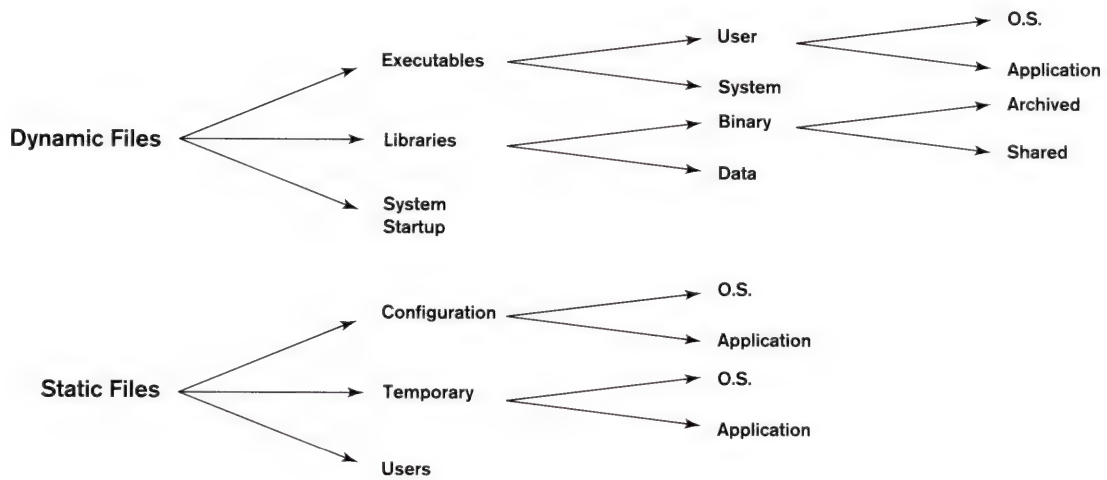 Dynamic Files
Executables
User
O.S.
Application
System
Libraries
Binary
Archived
Shared
Data
System
Startup
Static Files
Configuration
O.S.
Application
Temporary
O.S.
Application
Users